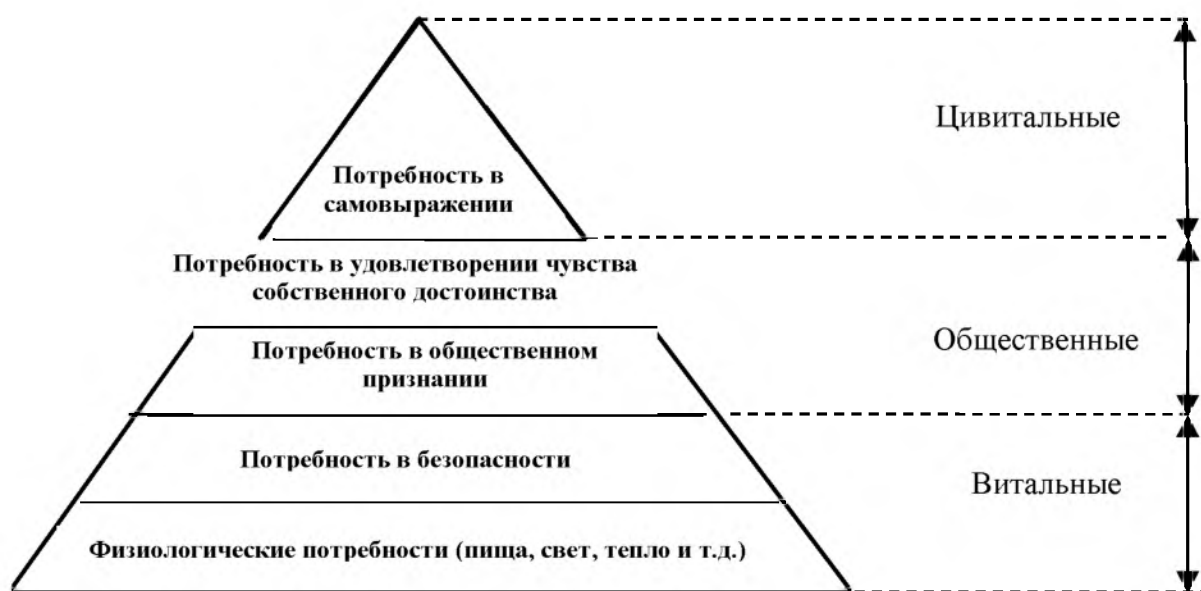 Цивитальные
Потребность в
самовыражении
Потребность в удовлетворении чувства
собственного достоинства
Общественные
Потребность в общественном
признании
Потребность в безопасности
Витальные
Физиологические потребности (пища, свет, тепло и т.д.)